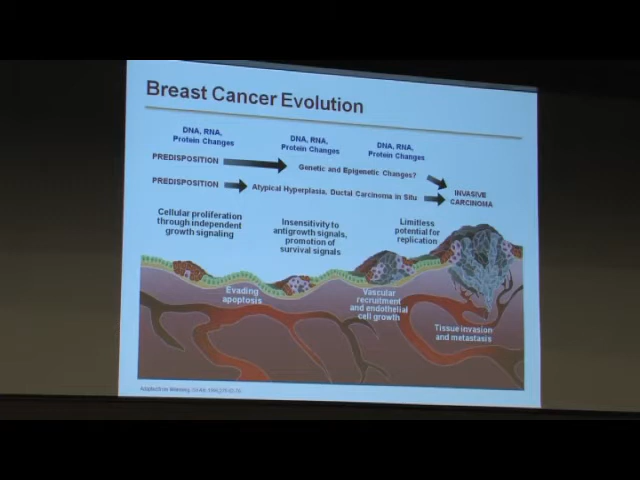 Breast Cancer Evolution
DNA, RNA,
Protein Changes
DNA, RNA,
Protein Changes
DNA, RNA,
Protein Changes
PREDISPOSITION
Genetic and Epigenetic Changes?
PREDISPOSITION
Atypical Hyperplasia, Ductal Carcinoma in Situ
INVASIVE
CARCINOMA
Cellular proliferation
through independent
growth signaling
Insensitivity to
antigrowth signals,
promotion of
survival signals
Limitless
potential for
replication
Evading
apoptosis
Vascular
recruitment
and endothelial
cell growth
Tissue invasion
and metastasis